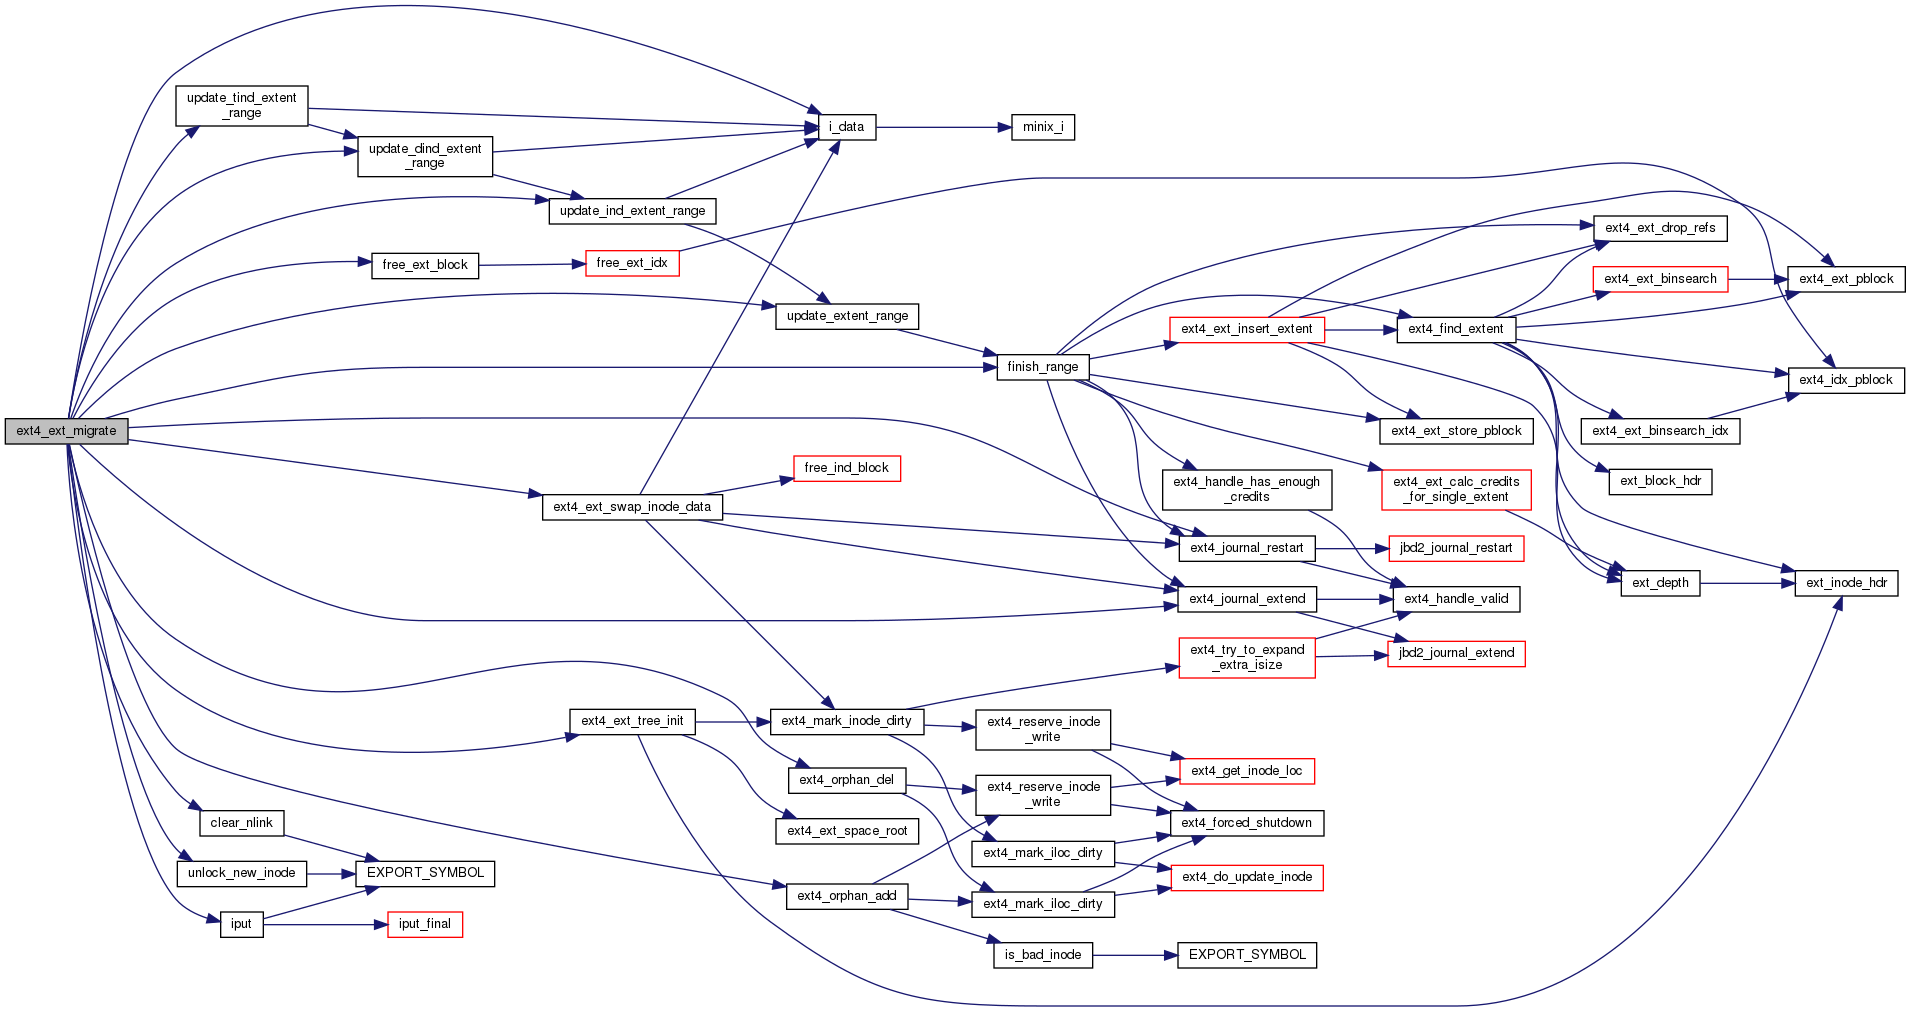 ext4_ext_migrate
update_tind_extent
_range
update_dind_extent
_range
update_ind_extent_range
free_ext_block
free_ext_idx
update_extent_range
i_data
minix_i
finish_range
ext4_ext_swap_inode_data
free_ind_block
ext4_ext_insert_extent
ext4_find_extent
ext4_ext_drop_refs
ext4_ext_binsearch
ext4_ext_pblock
ext4_idx_pblock
ext4_ext_store_pblock
ext4_ext_binsearch_idx
ext4_handle_has_enough
_credits
ext4_ext_calc_credits
_for_single_extent
ext_block_hdr
ext4_journal_restart
jbd2_journal_restart
ext4_journal_extend
ext4_handle_valid
ext_depth
ext_inode_hdr
ext4_try_to_expand
_extra_isize
jbd2_journal_extend
ext4_ext_tree_init
ext4_mark_inode_dirty
ext4_reserve_inode
_write
ext4_get_inode_loc
ext4_orphan_del
ext4_reserve_inode
_write
ext4_forced_shutdown
clear_nlink
ext4_ext_space_root
ext4_mark_iloc_dirty
unlock_new_inode
EXPORT_SYMBOL
ext4_do_update_inode
ext4_orphan_add
ext4_mark_iloc_dirty
iput
iput_final
is_bad_inode
EXPORT_SYMBOL